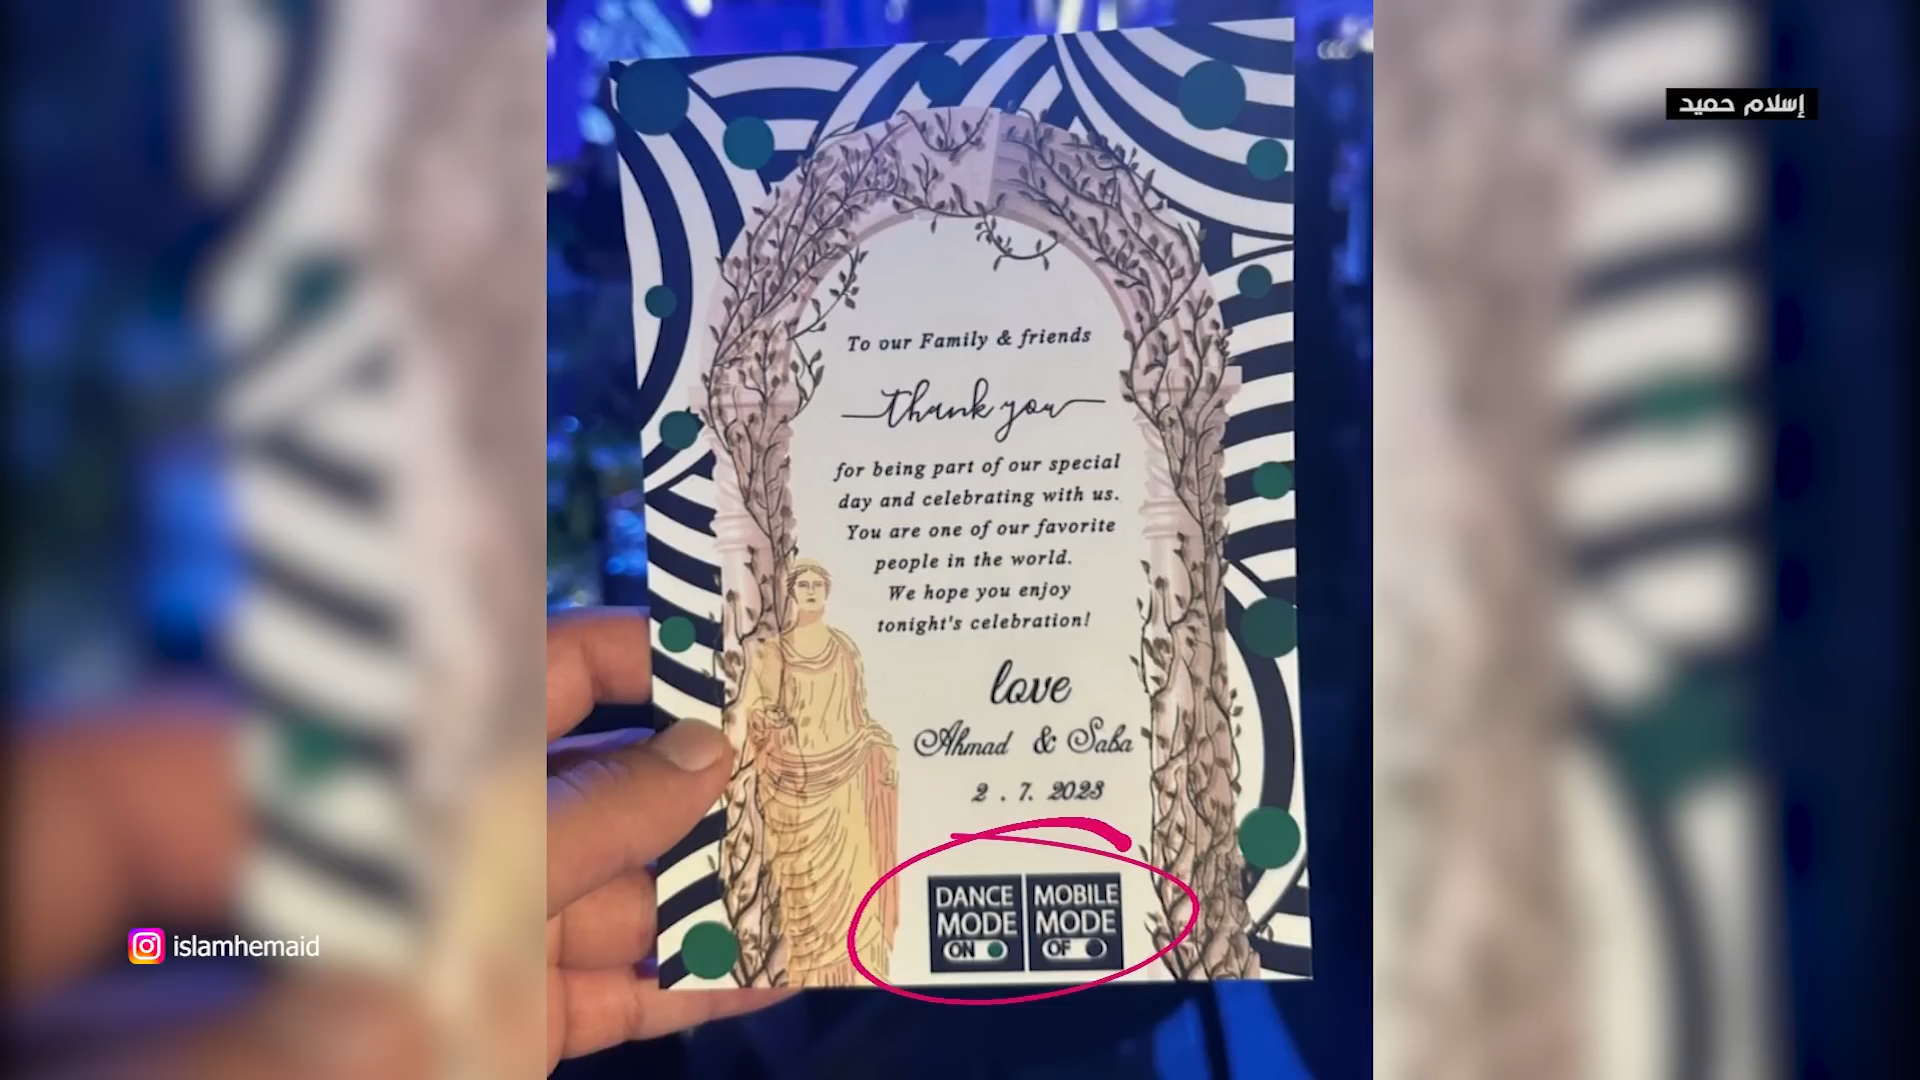 إسلام حميد
To our Family & friends
thank you
for being part of our special
day and celebrating with us.
You are one of our favorite
people in the world.
We hope you enjoy
tonight's celebration!
love
Ahmad & Saba
2 . 7. 2023
DANCE
MODE
ON
MOBILE
MODE
OF
islamhemaid